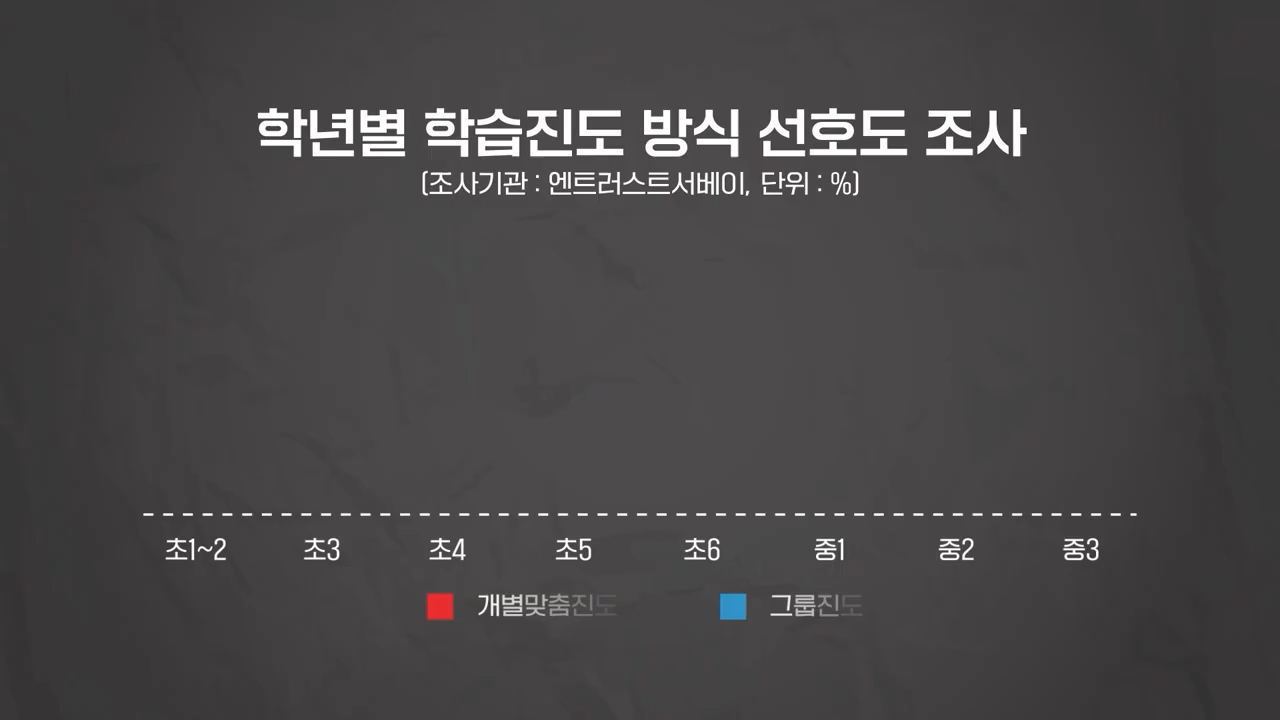 학년별 학습진도 방식 선호도 조사
(조사기관 : 엔트러스트서베이, 단위 : %)
초1~2 초3 초4 초5 초6 중1 중2 중3
개별맞춤진도 그룹진도